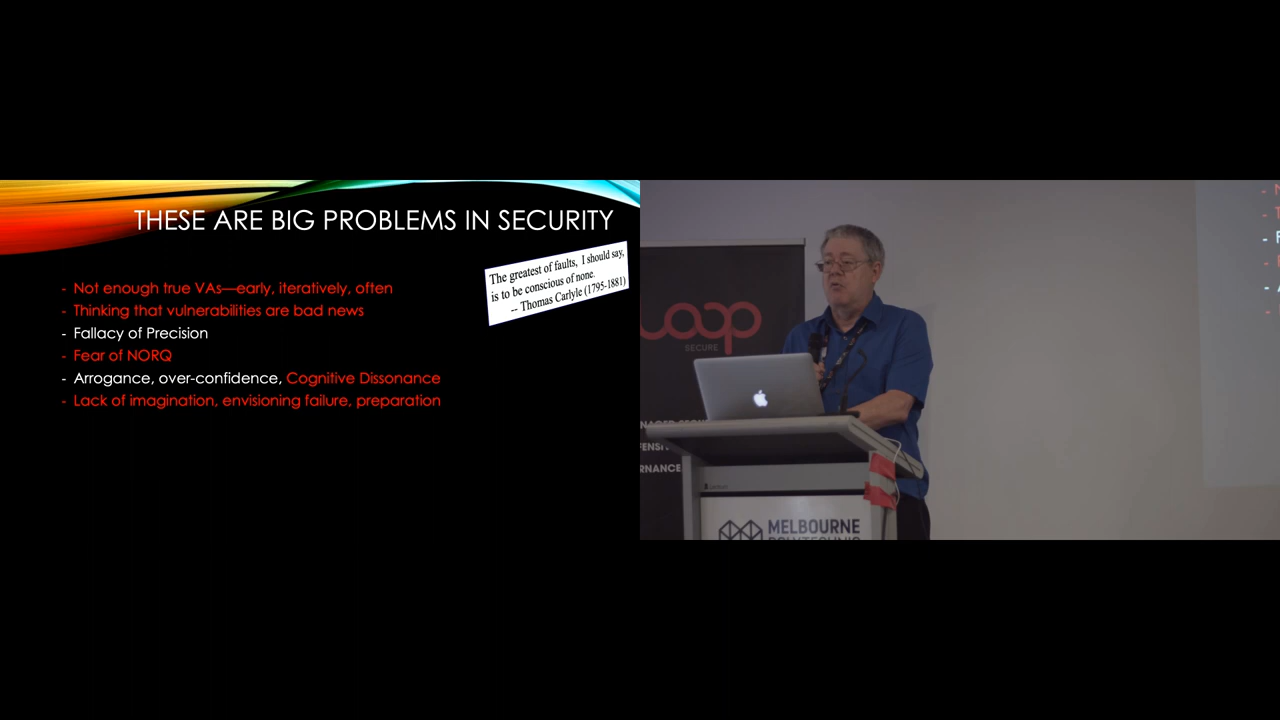 THESE ARE BIG PROBLEMS IN SECURITY
The greatest of faults, I should say,
is to be conscious of none.
-- Thomas Carlyle (1795-1881)
- Not enough true VAs—early, iteratively, often
- Thinking that vulnerabilities are bad news
- Fallacy of Precision
- Fear of NORQ
- Arrogance, over-confidence, Cognitive Dissonance
- Lack of imagination, envisioning failure, preparation
SECURE
MELBOURNE